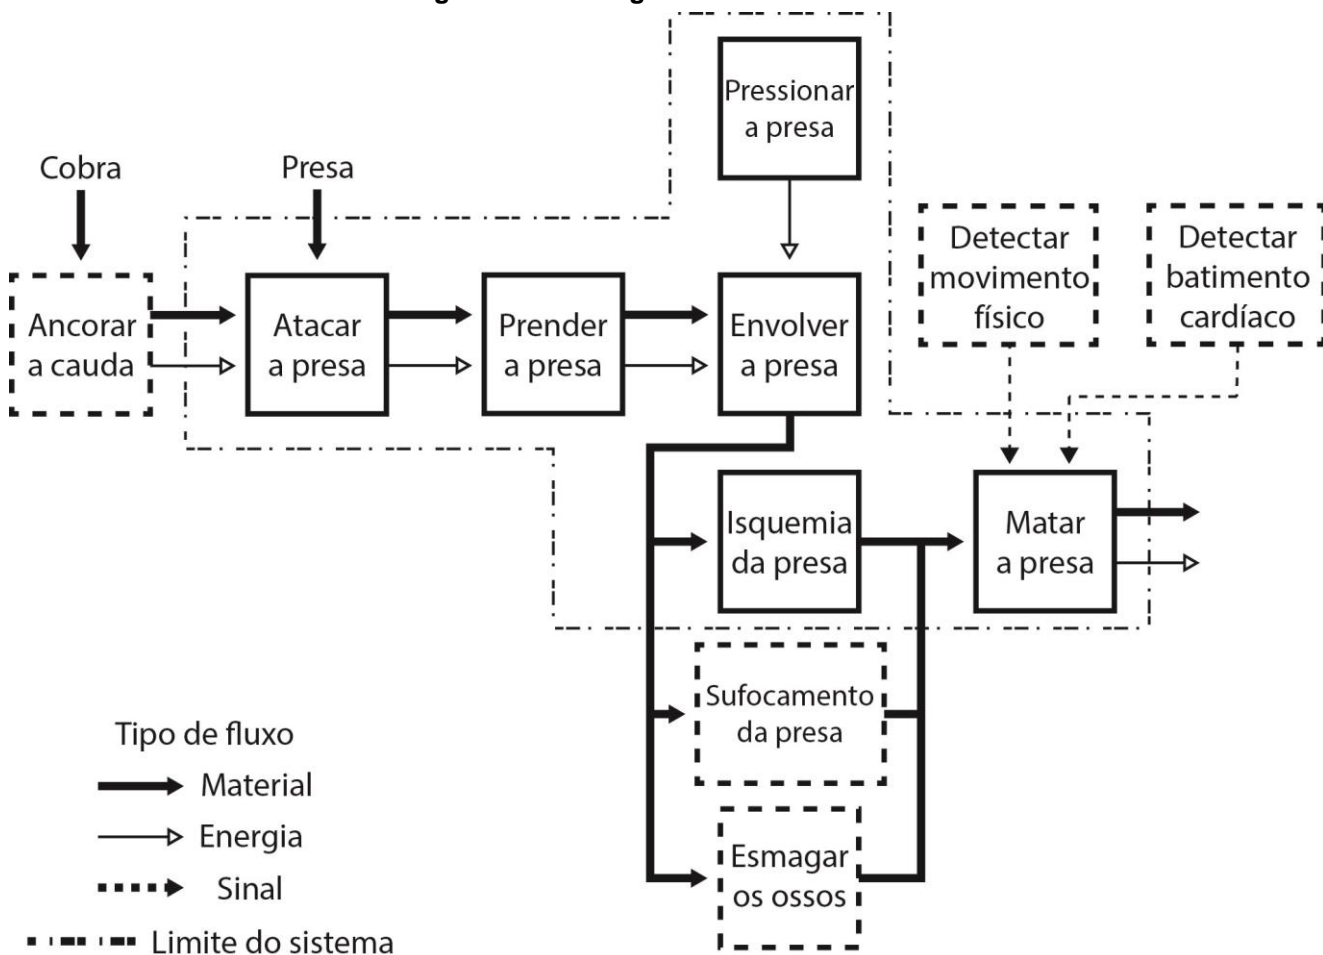 Pressionar
a presa
Cobra
Presa
Detectar
movimento
físico
Detectar
batimento
cardíaco
Ancorar
a cauda
Atacar
a presa
Prender
a presa
Envolver
a presa
Isquemia
da presa
Matar
a presa
Sufocamento
da presa
Esmagar
os ossos
Tipo de fluxo
Material
Energia
Sinal
Limite do sistema